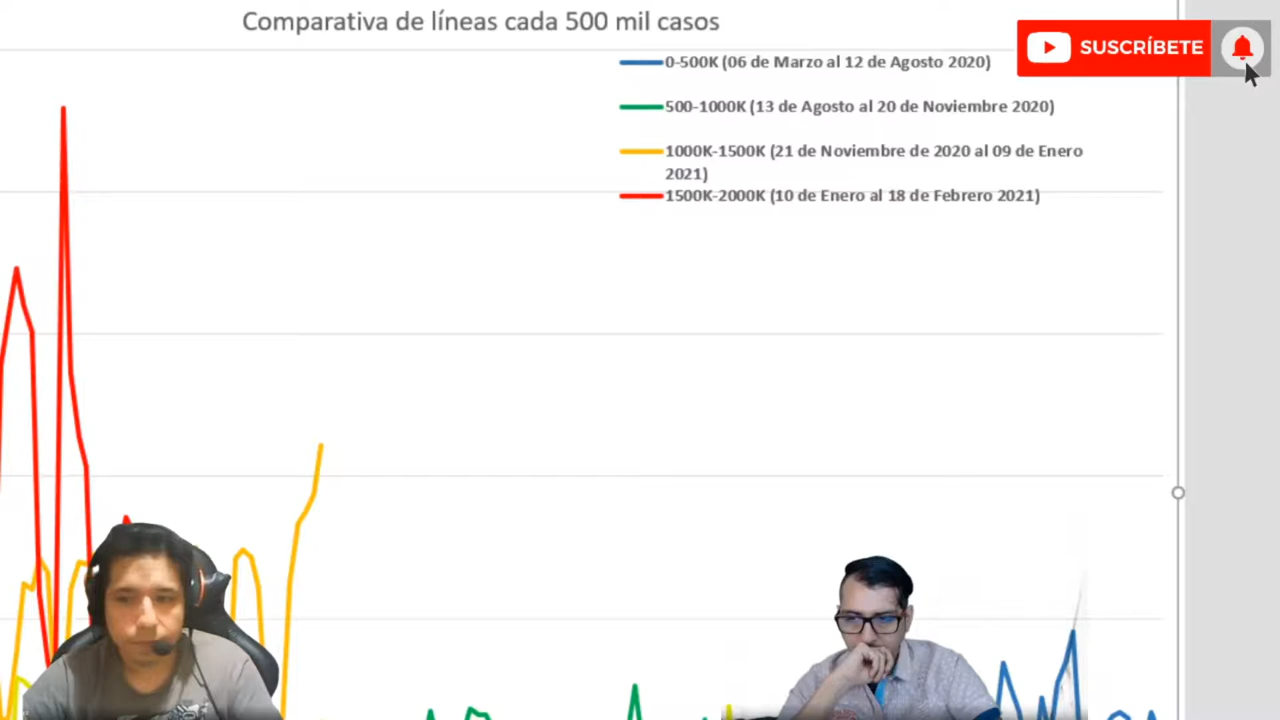 Comparativa de líneas cada 500 mil casos
SUSCRÍBETE
0-500K (06 de Marzo al 12 de Agosto 2020)
500-1000K (13 de Agosto al 20 de Noviembre 2020)
1000K-1500K (21 de Noviembre de 2020 al 09 de Enero
2021)
1500K-2000K (10 de Enero al 18 de Febrero 2021)